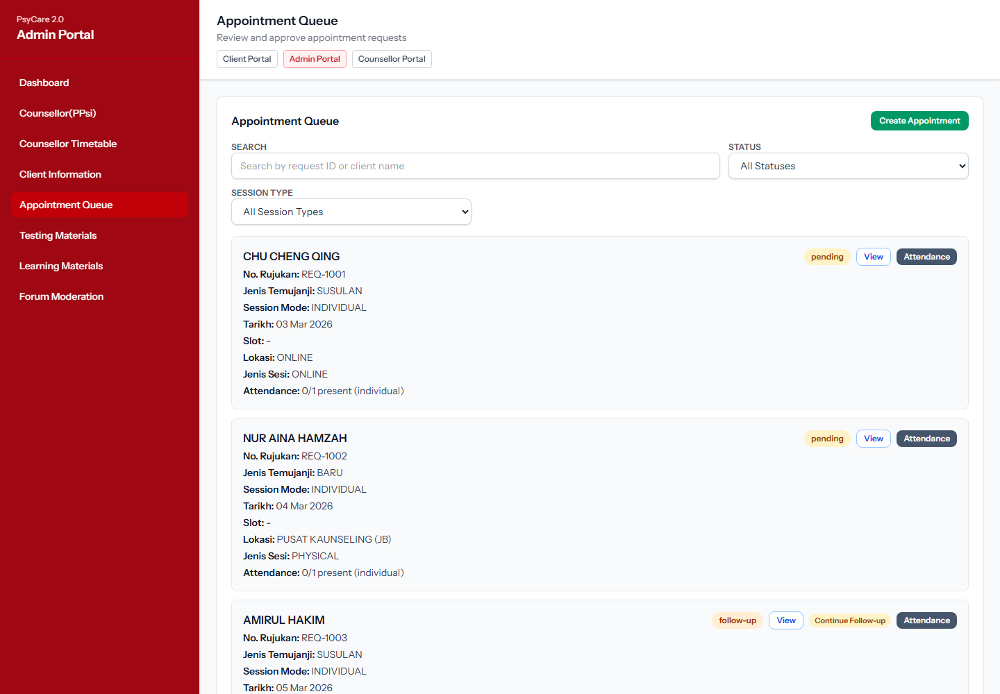 PsyCare 2.0
Admin Portal
Dashboard
Counsellor(PPsi)
Counsellor Timetable
Client Information
Appointment Queue
Testing Materials
Learning Materials
Forum Moderation
Appointment Queue
Review and approve appointment requests
Client Portal Admin Portal Counsellor Portal
Appointment Queue
Create Appointment
SEARCH
Search by request ID or client name
STATUS
All Statuses
SESSION TYPE
All Session Types
CHU CHENG QING
pending View Attendance
No. Rujukan: REQ-1001
Jenis Temujanji: SUSULAN
Session Mode: INDIVIDUAL
Tarikh: 03 Mar 2026
Slot: -
Lokasi: ONLINE
Jenis Sesi: ONLINE
Attendance: 0/1 present (individual)
NUR AINA HAMZAH
pending View Attendance
No. Rujukan: REQ-1002
Jenis Temujanji: BARU
Session Mode: INDIVIDUAL
Tarikh: 04 Mar 2026
Slot: -
Lokasi: PUSAT KAUNSELING (JB)
Jenis Sesi: PHYSICAL
Attendance: 0/1 present (individual)
AMIRUL HAKIM
follow-up View Continue Follow-up Attendance
No. Rujukan: REQ-1003
Jenis Temujanji: SUSULAN
Session Mode: INDIVIDUAL
Tarikh: 05 Mar 2026